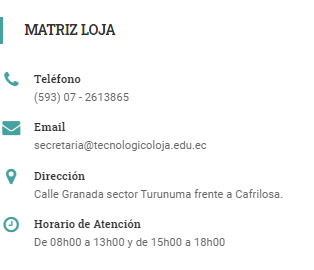 MATRIZ LOJA
Teléfono
(593) 07 - 2613865
Email
secretaria@tecnologicoloja.edu.ec
Dirección
Calle Granada sector Turunuma frente a Cafrilosa.
Horario de Atención
De 08h00 a 13h00 y de 15h00 a 18h00